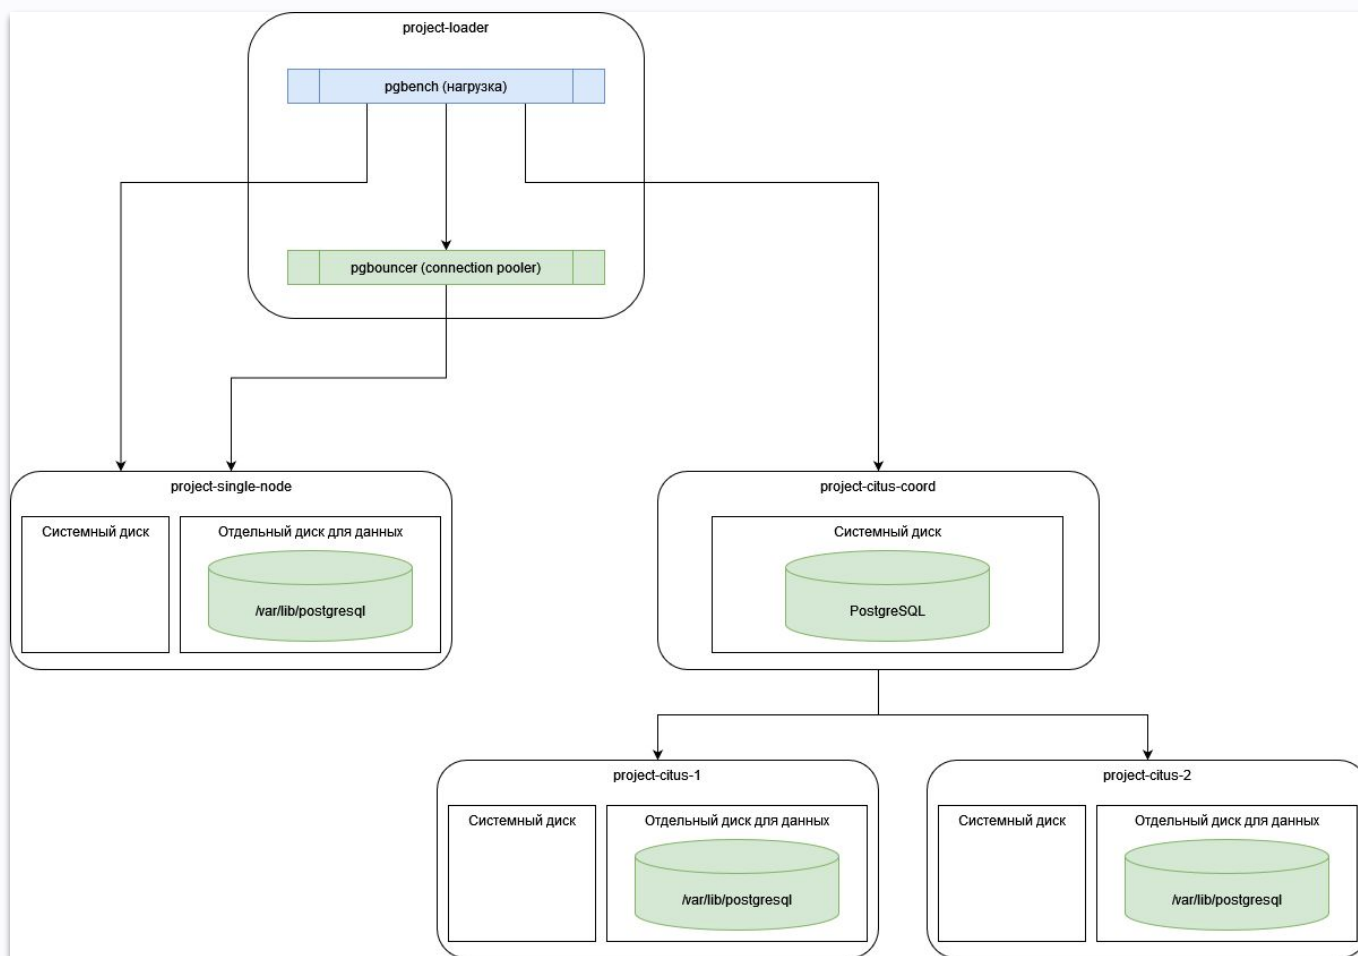 project-loader
pgbench (нагрузка)
pgbouncer (connection pooler)
project-single-node
Системный диск
Отдельный диск для данных
/var/lib/postgresql
project-citus-coord
Системный диск
PostgreSQL
project-citus-1
Системный диск
Отдельный диск для данных
/var/lib/postgresql
project-citus-2
Системный диск
Отдельный диск для данных
/var/lib/postgresql